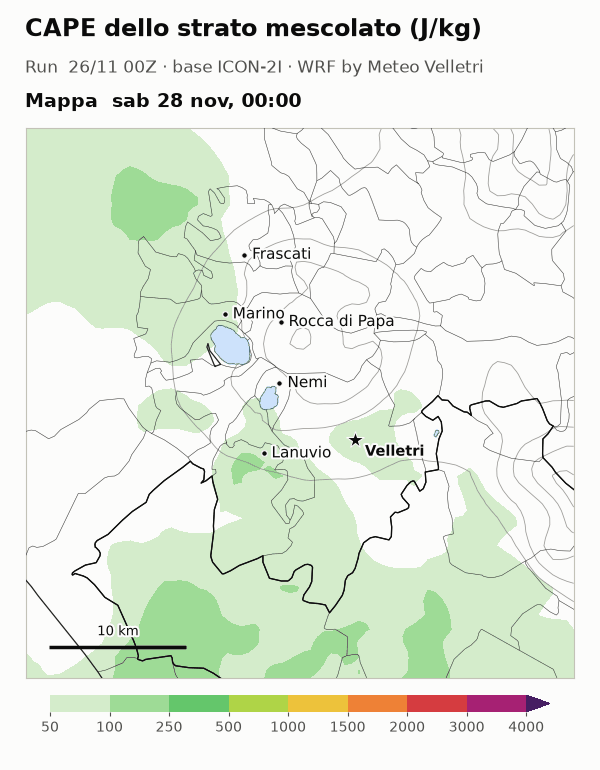 CAPE dello strato mescolato (J/kg)
Run  26/11 00Z · base ICON-2I · WRF by Meteo Velletri
Mappa  sab 28 nov, 00:00
Frascati
Marino
Rocca di Papa
Nemi
Velletri
Lanuvio
10 km
50 100 250 500 1000 1500 2000 3000 4000